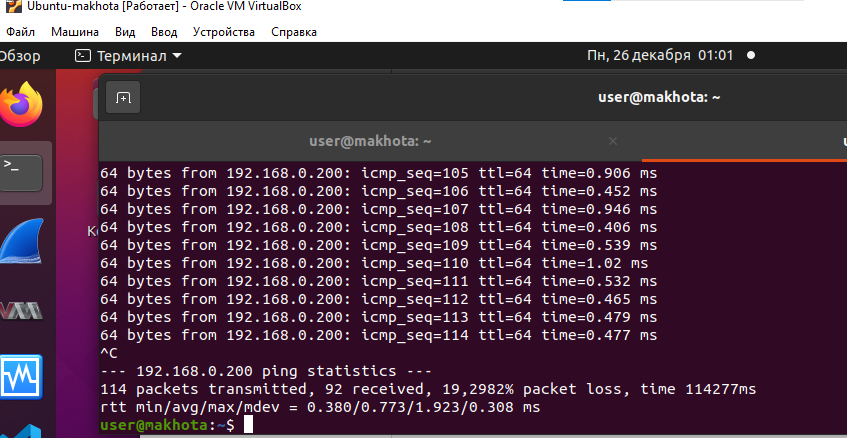 Ubuntu-makhota [Работает] - Oracle VM VirtualBox
Файл Машина Вид Ввод Устройства Справка
Обзор Терминал Пн, 26 декабря 01:01
user@makhota: ~
user@makhota: ~ ×
64 bytes from 192.168.0.200: icmp_seq=105 ttl=64 time=0.906 ms
64 bytes from 192.168.0.200: icmp_seq=106 ttl=64 time=0.452 ms
64 bytes from 192.168.0.200: icmp_seq=107 ttl=64 time=0.946 ms
64 bytes from 192.168.0.200: icmp_seq=108 ttl=64 time=0.406 ms
64 bytes from 192.168.0.200: icmp_seq=109 ttl=64 time=0.539 ms
64 bytes from 192.168.0.200: icmp_seq=110 ttl=64 time=1.02 ms
64 bytes from 192.168.0.200: icmp_seq=111 ttl=64 time=0.532 ms
64 bytes from 192.168.0.200: icmp_seq=112 ttl=64 time=0.465 ms
64 bytes from 192.168.0.200: icmp_seq=113 ttl=64 time=0.479 ms
64 bytes from 192.168.0.200: icmp_seq=114 ttl=64 time=0.477 ms
^C
--- 192.168.0.200 ping statistics ---
114 packets transmitted, 92 received, 19,2982% packet loss, time 114277ms
rtt min/avg/max/mdev = 0.380/0.773/1.923/0.308 ms
user@makhota:~$